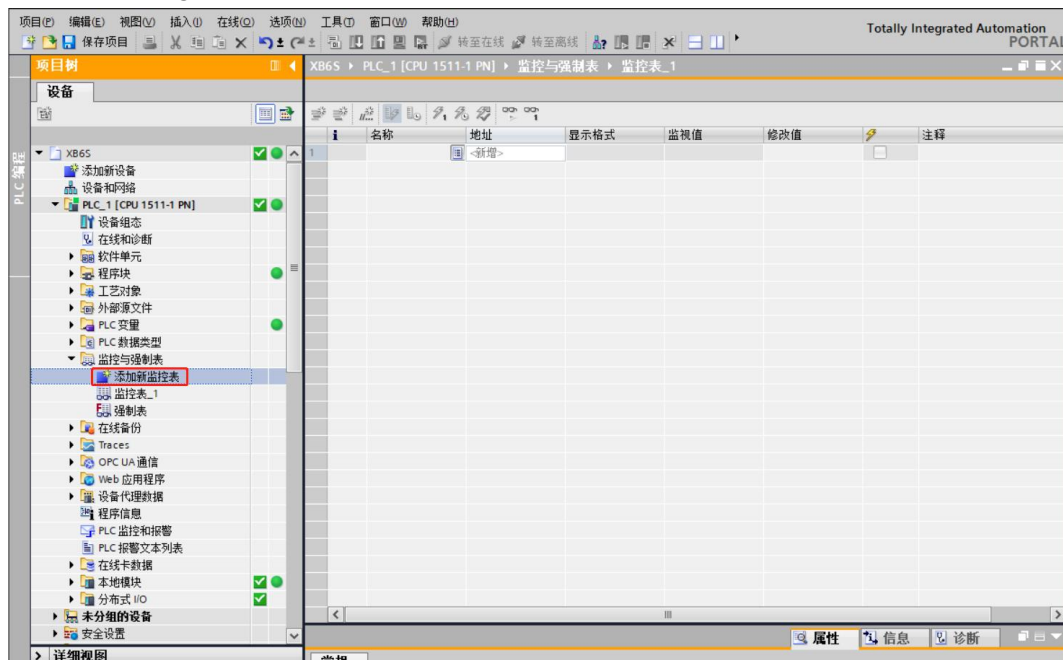 项目(P) 编辑(E) 视图(V) 插入(I) 在线(O) 选项(N) 工具(T) 窗口(W) 帮助(H)
Totally Integrated Automation
PORTAL
保存项目 转至在线 转至离线
项目树
XB6S PLC_1 [CPU 1511-1 PN] 监控与强制表 监控表_1
设备
i 名称 地址 显示格式 监视值 修改值 注释
1 <新增>
PLC 编程
XB6S
添加新设备
设备和网络
PLC_1 [CPU 1511-1 PN]
设备组态
在线和诊断
软件单元
程序块
工艺对象
外部源文件
PLC 变量
PLC 数据类型
监控与强制表
添加新监控表
监控表_1
强制表
在线备份
Traces
OPC UA 通信
Web 应用程序
设备代理数据
程序信息
PLC 监控和报警
PLC 报警文本列表
在线卡数据
本地模块
分布式 I/O
未分组的设备
安全设置
属性 信息 诊断
详细视图